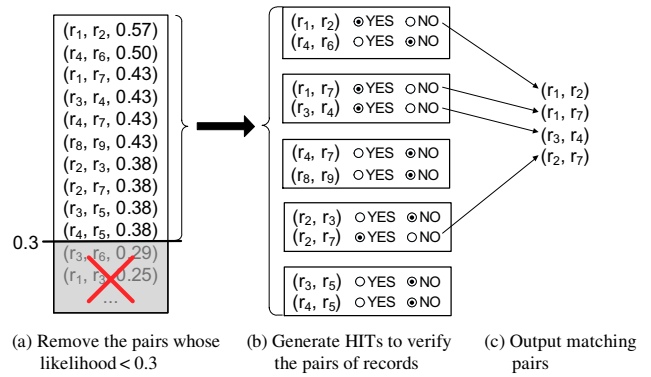 (r1, r2, 0.57)
(r4, r6, 0.50)
(r1, r7, 0.43)
(r3, r4, 0.43)
(r4, r7, 0.43)
(r8, r9, 0.43)
(r2, r3, 0.38)
(r2, r7, 0.38)
(r3, r5, 0.38)
(r4, r5, 0.38)
0.3
(r3, r6, 0.29)
(r1, r3, 0.25)
...
(a) Remove the pairs whose
likelihood < 0.3
(r1, r2) YES NO
(r4, r6) YES NO
(r1, r7) YES NO
(r3, r4) YES NO
(r4, r7) YES NO
(r8, r9) YES NO
(r2, r3) YES NO
(r2, r7) YES NO
(r3, r5) YES NO
(r4, r5) YES NO
(b) Generate HITs to verify
the pairs of records
(r1, r2)
(r1, r7)
(r3, r4)
(r2, r7)
(c) Output matching
pairs